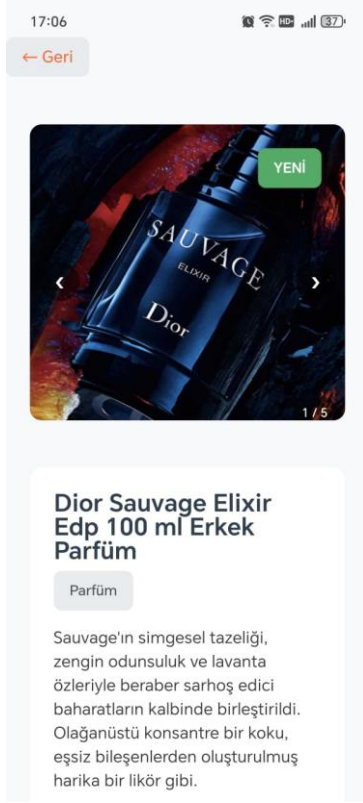 17:06
HD+
37
← Geri
YENİ
SAUVAGE
ELIXIR
Dior
‹ ›
1 / 5
Dior Sauvage Elixir
Edp 100 ml Erkek
Parfüm
Parfüm
Sauvage'ın simgesel tazeliği,
zengin odunsuluk ve lavanta
özleriyle beraber sarhoş edici
baharatların kalbinde birleştirildi.
Olağanüstü konsantre bir koku,
eşsiz bileşenlerden oluşturulmuş
harika bir likör gibi.